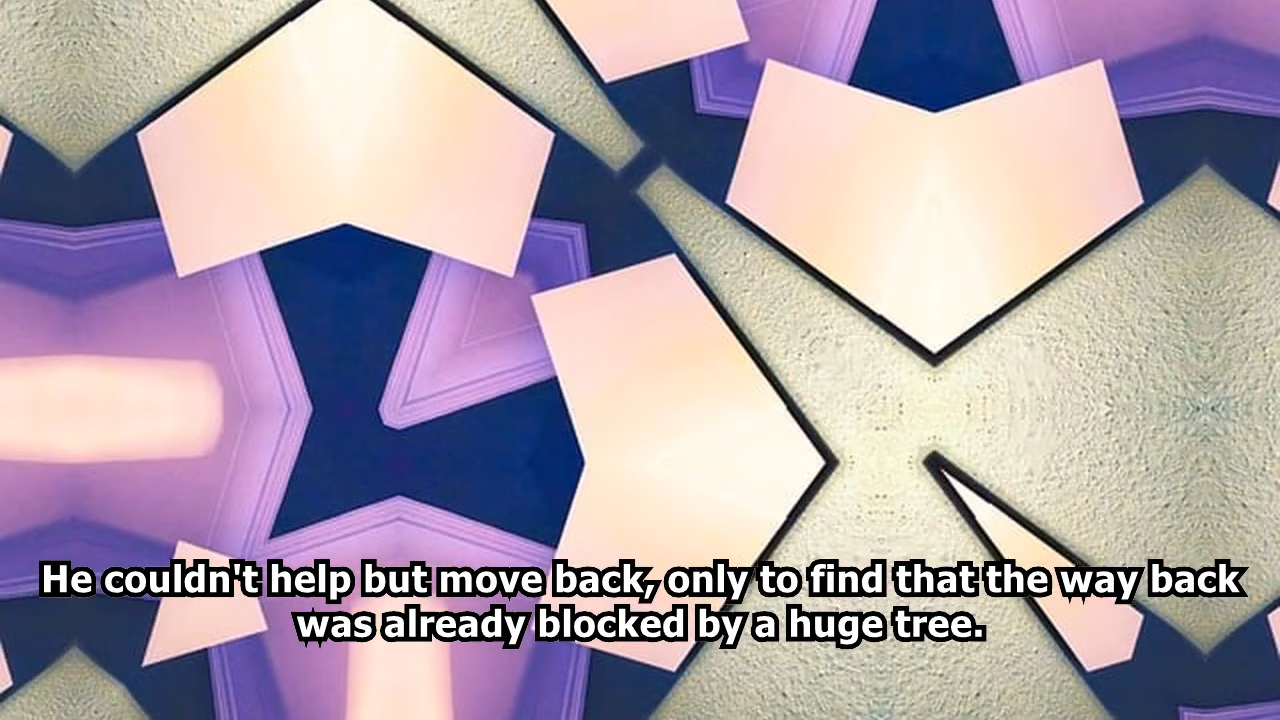 He couldn't help but move back, only to find that the way back
was already blocked by a huge tree.